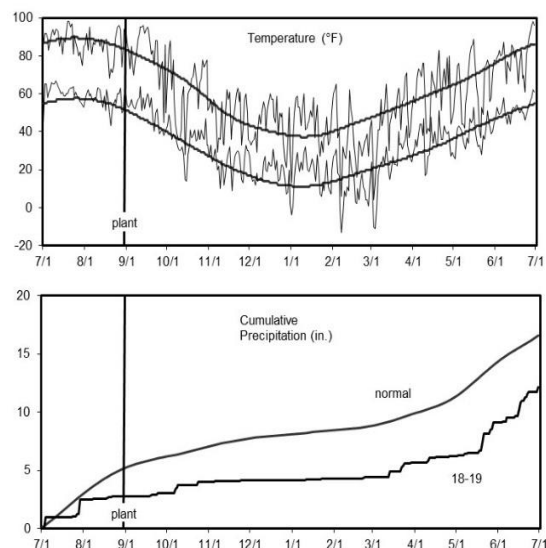 Temperature (°F)
100
80
60
40
20
0
-20
plant
7/1 8/1 9/1 10/1 11/1 12/1 1/1 2/1 3/1 4/1 5/1 6/1 7/1
Cumulative
Precipitation (in.)
20
15
10
5
0
normal
18-19
plant
7/1 8/1 9/1 10/1 11/1 12/1 1/1 2/1 3/1 4/1 5/1 6/1 7/1